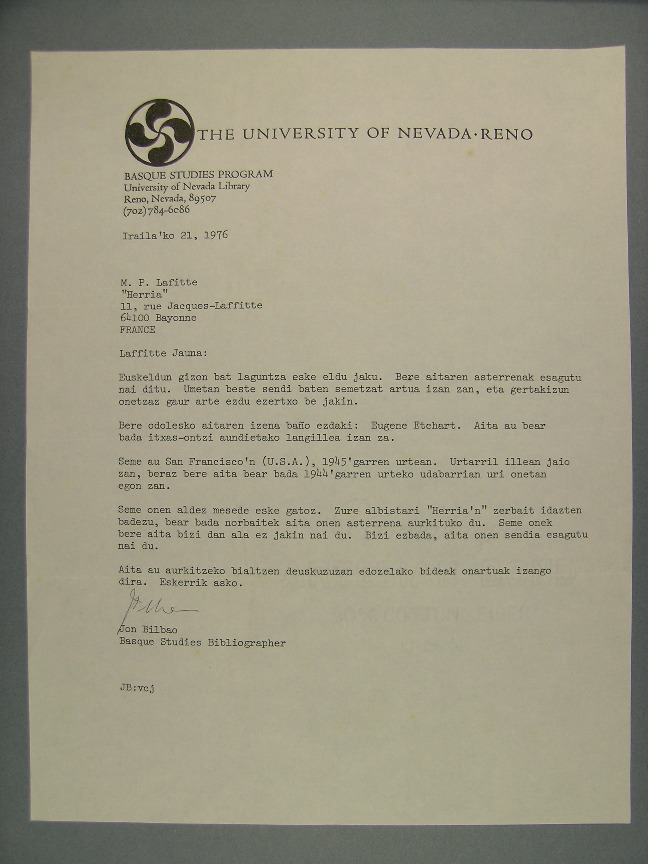 THE UNIVERSITY OF NEVADA·RENO
BASQUE STUDIES PROGRAM
University of Nevada Library
Reno, Nevada, 89507
(702) 784-6086
Iraila'ko 21, 1976
M. P. Lafitte
"Herria"
11, rue Jacques-Laffitte
64100 Bayonne
FRANCE
Laffitte Jauna:
Euskeldun gizon bat laguntza eske eldu jaku. Bere aitaren asterrenak esagutu
nai ditu. Umetan beste sendi baten semetzat artua izan zan, eta gertakizun
onetzaz gaur arte ezdu ezertxo be jakin.
Bere odolesko aitaren izena baño ezdaki: Eugene Etchart. Aita au bear
bada itxas-ontzi aundietako langillea izan za.
Seme au San Francisco'n (U.S.A.), 1945'garren urtean. Urtarril illean jaio
zan, beraz bere aita bear bada 1944'garren urteko udabarrian uri onetan
egon zan.
Seme onen aldez mesede eske gatoz. Zure albistari "Herria'n" zerbait idazten
badezu, bear bada norbaitek aita onen asterrena aurkituko du. Seme onek
bere aita bizi dan ala ez jakin nai du. Bizi ezbada, aita onen sendia esagutu
nai du.
Aita au aurkitzeko bialtzen deuskuzuzan edozelako bideak onartuak izango
dira. Eskerrik asko.
Jon Bilbao
Basque Studies Bibliographer
JB:vcj